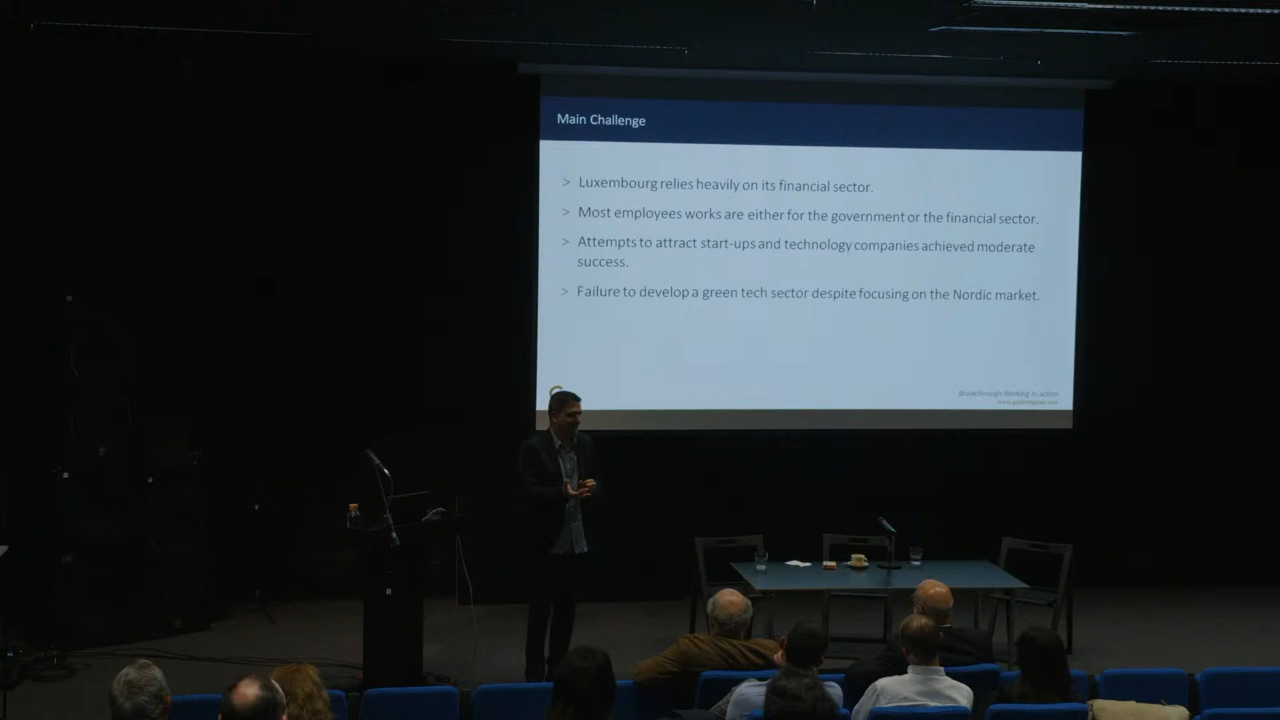 Main Challenge
> Luxembourg relies heavily on its financial sector.
> Most employees works are either for the government or the financial sector.
> Attempts to attract start-ups and technology companies achieved moderate
success.
> Failure to develop a green tech sector despite focusing on the Nordic market.
Breakthrough thinking in action